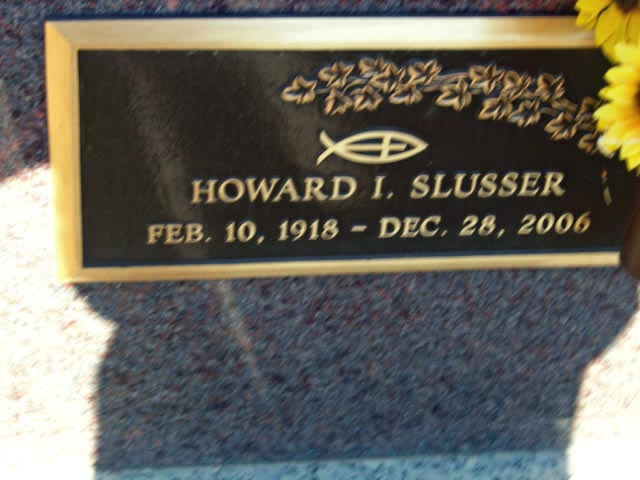 HOWARD I. SLUSSER
FEB. 10, 1918 - DEC. 28, 2006